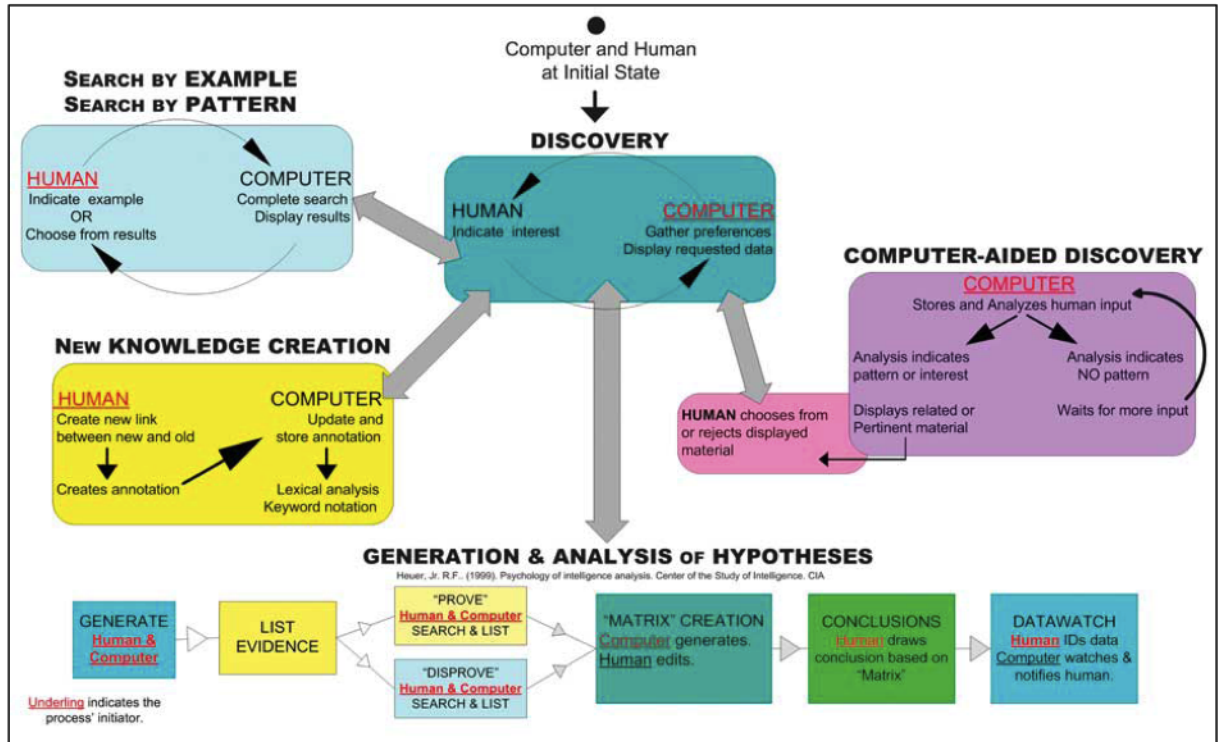 Computer and Human
at Initial State
SEARCH BY EXAMPLE
SEARCH BY PATTERN
HUMAN
Indicate example
OR
Choose from results
COMPUTER
Complete search
Display results
DISCOVERY
HUMAN
Indicate interest
COMPUTER
Gather preferences
Display requested data
COMPUTER-AIDED DISCOVERY
COMPUTER
Stores and Analyzes human input
Analysis indicates
pattern or interest
Analysis indicates
NO pattern
Displays related or
Pertinent material
Waits for more input
HUMAN chooses from
or rejects displayed
material
NEW KNOWLEDGE CREATION
HUMAN
Create new link
between new and old
Creates annotation
COMPUTER
Update and
store annotation
Lexical analysis
Keyword notation
GENERATION & ANALYSIS OF HYPOTHESES
Heuer, Jr. R.F.. (1999). Psychology of intelligence analysis. Center of the Study of Intelligence. CIA
GENERATE
Human &
Computer
LIST
EVIDENCE
"PROVE"
Human & Computer
SEARCH & LIST
"DISPROVE"
Human & Computer
SEARCH & LIST
"MATRIX" CREATION
Computer generates.
Human edits.
CONCLUSIONS
Human draws
conclusion based on
"Matrix"
DATAWATCH
Human IDs data
Computer watches &
notifies human.
Underling indicates the
process' initiator.